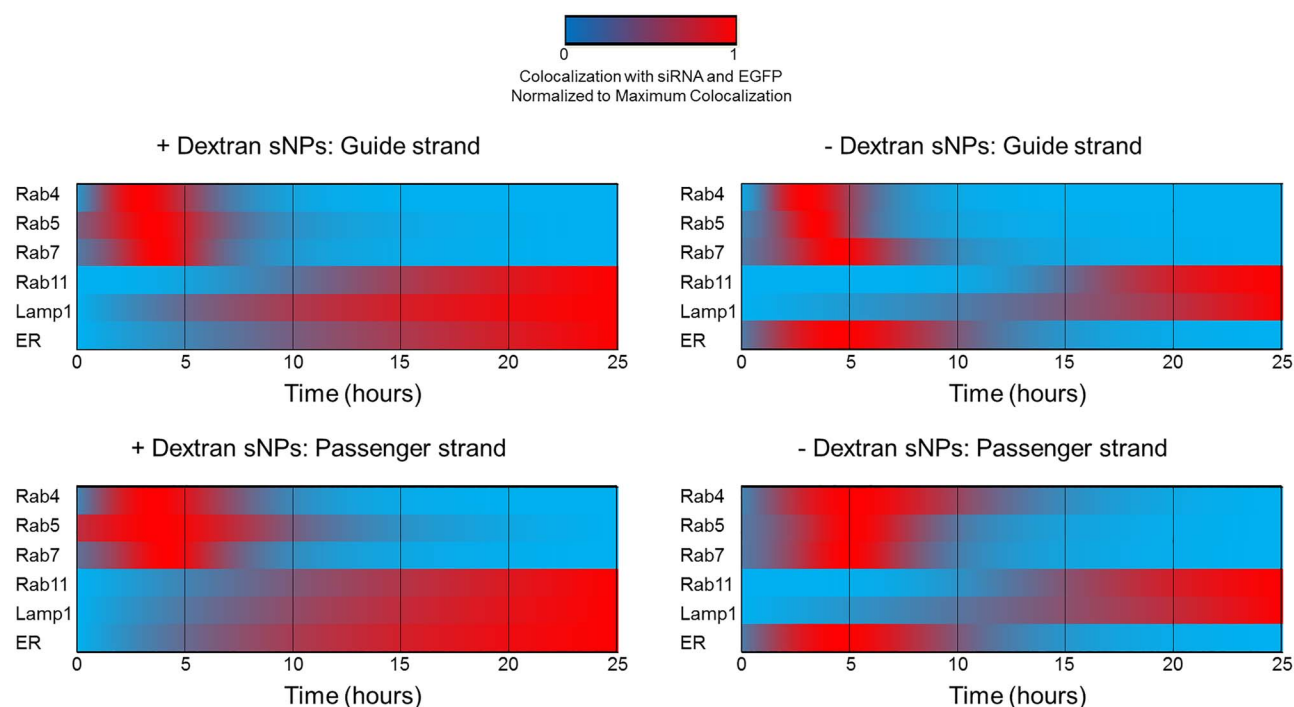 0 1
Colocalization with siRNA and EGFP
Normalized to Maximum Colocalization
+ Dextran sNPs: Guide strand
Rab4
Rab5
Rab7
Rab11
Lamp1
ER
0 5 10 15 20 25
Time (hours)
- Dextran sNPs: Guide strand
Rab4
Rab5
Rab7
Rab11
Lamp1
ER
0 5 10 15 20 25
Time (hours)
+ Dextran sNPs: Passenger strand
Rab4
Rab5
Rab7
Rab11
Lamp1
ER
0 5 10 15 20 25
Time (hours)
- Dextran sNPs: Passenger strand
Rab4
Rab5
Rab7
Rab11
Lamp1
ER
0 5 10 15 20 25
Time (hours)